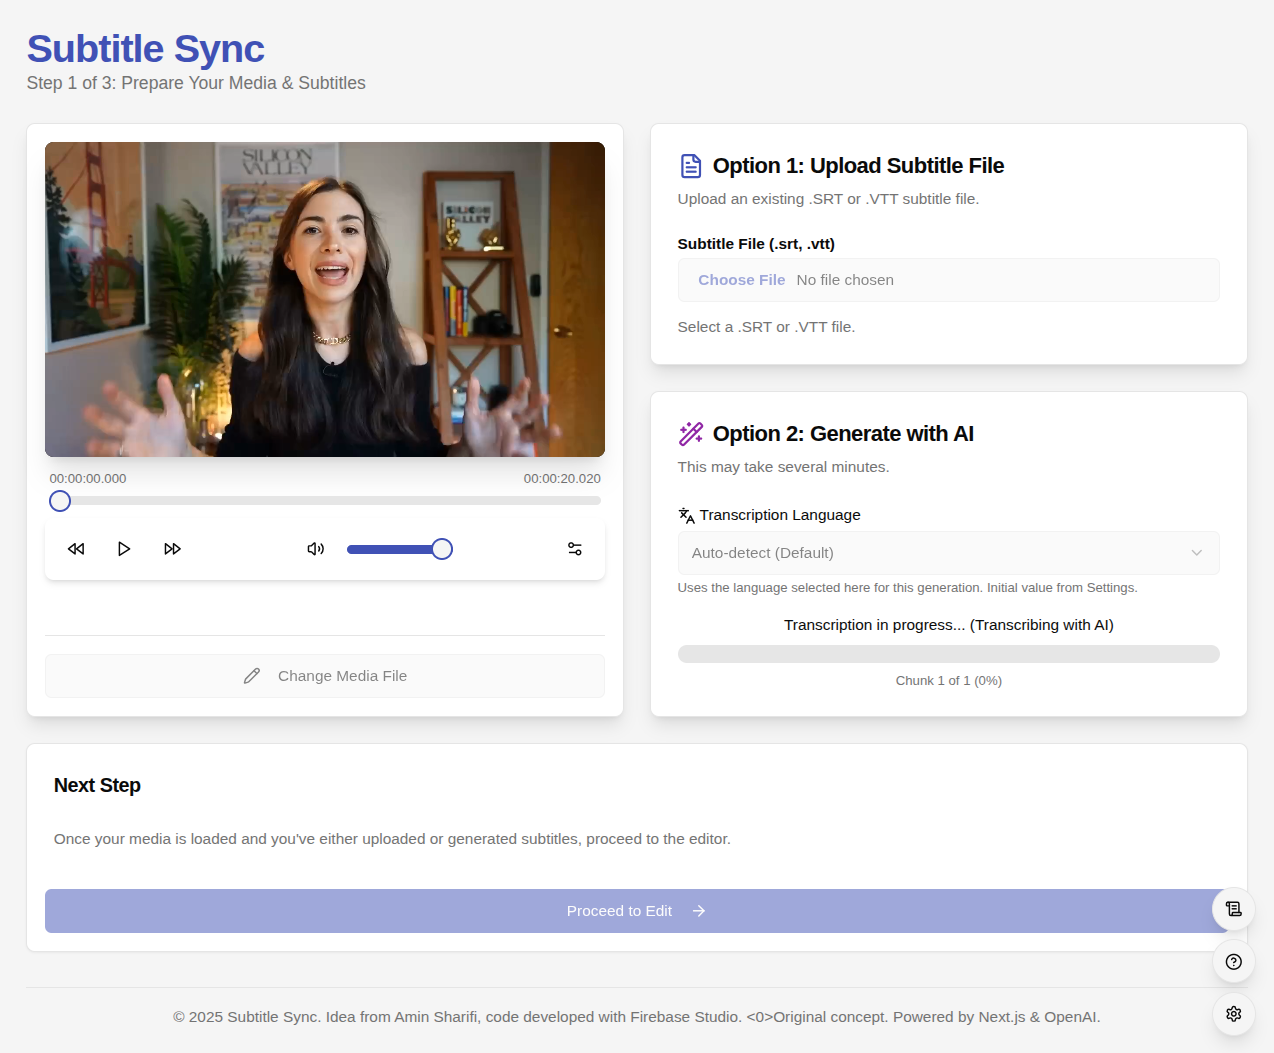 Subtitle Sync
Step 1 of 3: Prepare Your Media & Subtitles
SILICON
VALLEY
SILICON
VALLEY
00:00:00.000
00:00:20.020
Change Media File
Option 1: Upload Subtitle File
Upload an existing .SRT or .VTT subtitle file.
Subtitle File (.srt, .vtt)
Choose File No file chosen
Select a .SRT or .VTT file.
Option 2: Generate with AI
This may take several minutes.
Transcription Language
Auto-detect (Default)
Uses the language selected here for this generation. Initial value from Settings.
Transcription in progress... (Transcribing with AI)
Chunk 1 of 1 (0%)
Next Step
Once your media is loaded and you've either uploaded or generated subtitles, proceed to the editor.
Proceed to Edit
© 2025 Subtitle Sync. Idea from Amin Sharifi, code developed with Firebase Studio. <0>Original concept. Powered by Next.js & OpenAI.